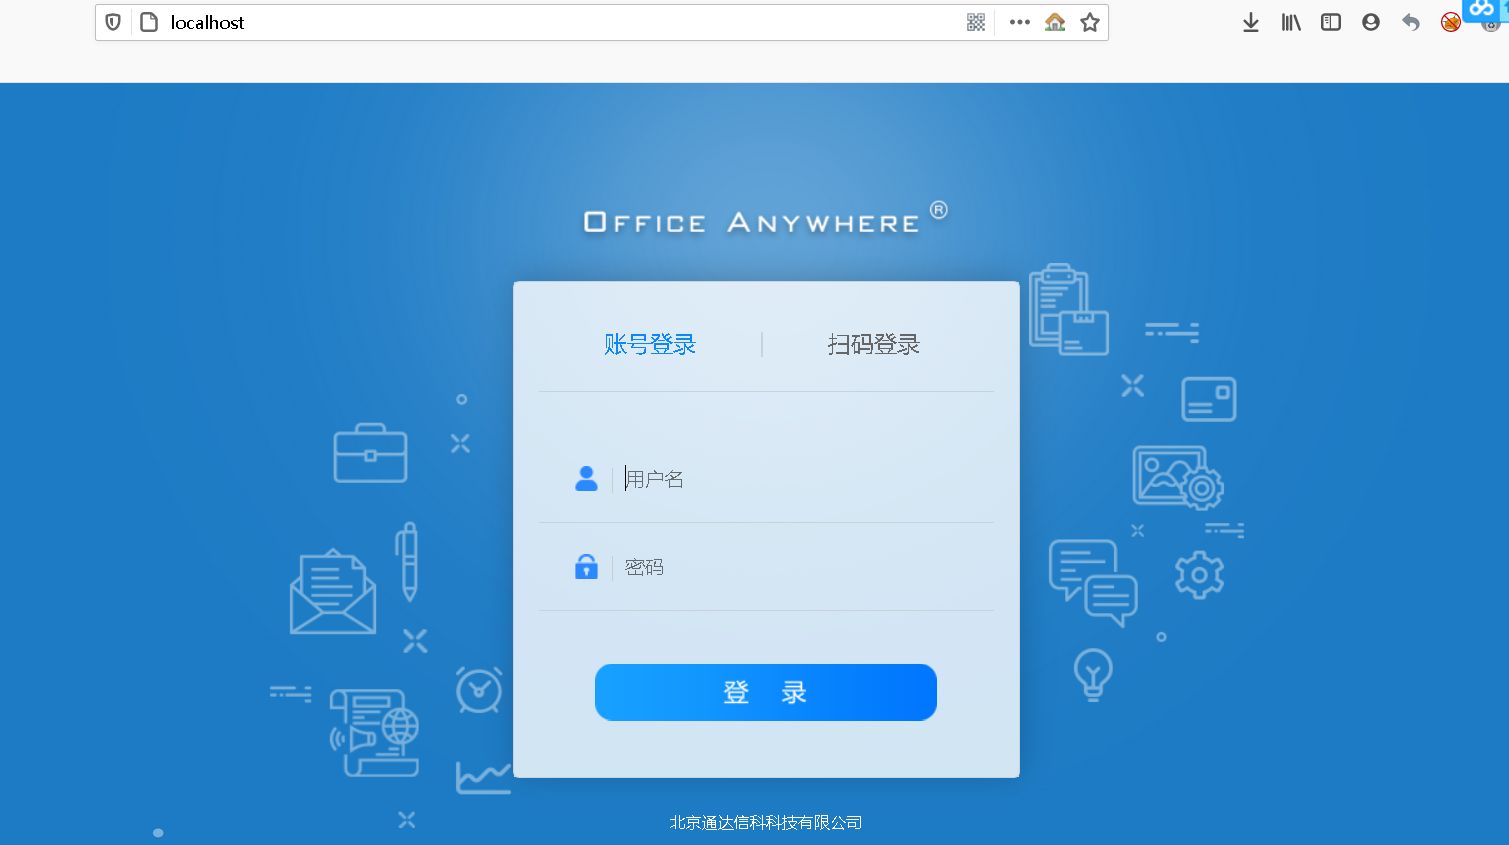 localhost
OFFICE ANYWHERE®
账号登录
扫码登录
用户名
密码
登 录
北京通达信科科技有限公司